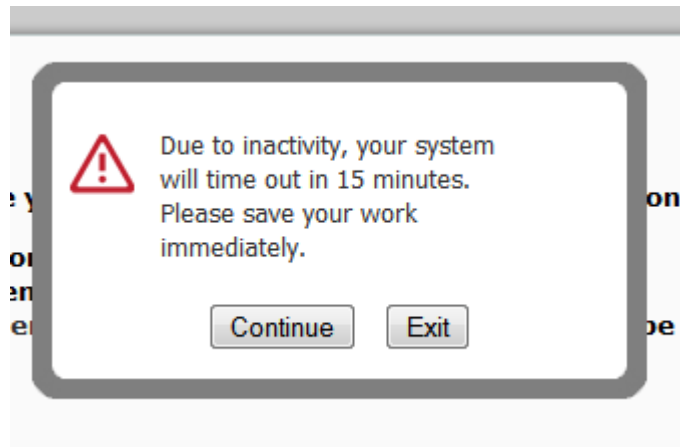 Due to inactivity, your system
will time out in 15 minutes.
Please save your work
immediately.
Continue Exit